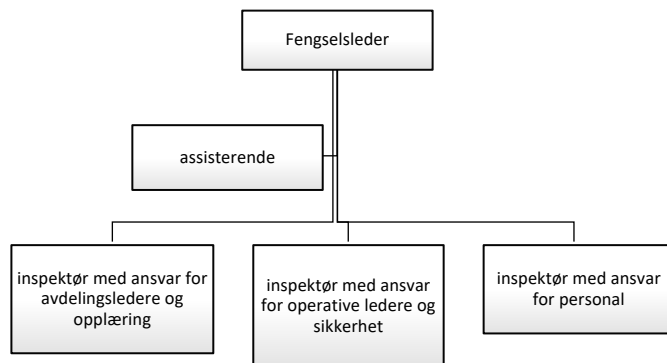 Fengselsleder
assisterende
inspektør med ansvar for
avdelingsledere og
opplæring
inspektør med ansvar
for operative ledere og
sikkerhet
inspektør med ansvar
for personal